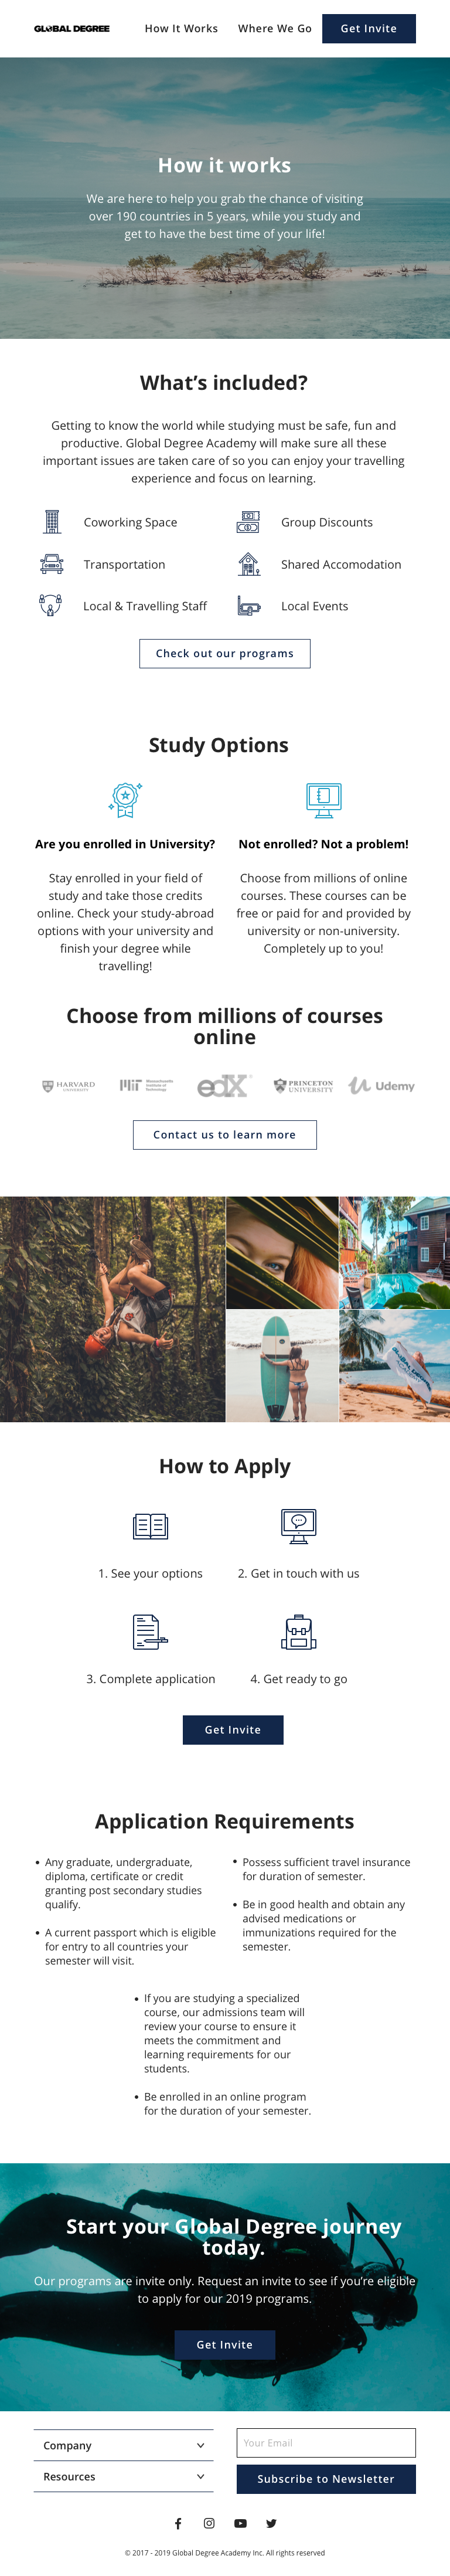 GLOBAL DEGREE
How It Works
Where We Go
Get Invite
How it works
We are here to help you grab the chance of visiting
over 190 countries in 5 years, while you study and
get to have the best time of your life!
What's included?
Getting to know the world while studying must be safe, fun and
productive. Global Degree Academy will make sure all these
important issues are taken care of so you can enjoy your travelling
experience and focus on learning.
Coworking Space
Group Discounts
Transportation
Shared Accomodation
Local & Travelling Staff
Local Events
Check out our programs
Study Options
Are you enrolled in University?
Stay enrolled in your field of
study and take those credits
online. Check your study-abroad
options with your university and
finish your degree while
travelling!
Not enrolled? Not a problem!
Choose from millions of online
courses. These courses can be
free or paid for and provided by
university or non-university.
Completely up to you!
Choose from millions of courses
online
HARVARD
UNIVERSITY
MIT
Massachusetts
Institute of
Technology
edX
PRINCETON
UNIVERSITY
Udemy
Contact us to learn more
GLOBAL DEGREE
How to Apply
1. See your options
2. Get in touch with us
3. Complete application
4. Get ready to go
Get Invite
Application Requirements
• Any graduate, undergraduate,
diploma, certificate or credit
granting post secondary studies
qualify.
• A current passport which is eligible
for entry to all countries your
semester will visit.
• Possess sufficient travel insurance
for duration of semester.
• Be in good health and obtain any
advised medications or
immunizations required for the
semester.
• If you are studying a specialized
course, our admissions team will
review your course to ensure it
meets the commitment and
learning requirements for our
students.
• Be enrolled in an online program
for the duration of your semester.
Start your Global Degree journey
today.
Our programs are invite only. Request an invite to see if you're eligible
to apply for our 2019 programs.
Get Invite
Company
Resources
Your Email
Subscribe to Newsletter
© 2017 - 2019 Global Degree Academy Inc. All rights reserved